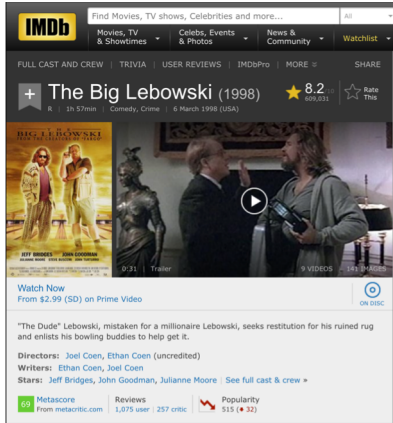 IMDb
Find Movies, TV shows, Celebrities and more...
All
Movies, TV & Showtimes
Celebs, Events & Photos
News & Community
Watchlist
FULL CAST AND CREW | TRIVIA | USER REVIEWS | IMDbPro | MORE
SHARE
+ The Big Lebowski (1998)
8.2/10
609,031
Rate This
R | 1h 57min | Comedy, Crime | 6 March 1998 (USA)
BIG LEBOWSKI
JEFF BRIDGES JOHN GOODMAN
0:31 | Trailer
9 VIDEOS
341 IMAGES
Watch Now
From $2.99 (SD) on Prime Video
ON DISC
"The Dude" Lebowski, mistaken for a millionaire Lebowski, seeks restitution for his ruined rug
and enlists his bowling buddies to help get it.
Directors: Joel Coen, Ethan Coen (uncredited)
Writers: Ethan Coen, Joel Coen
Stars: Jeff Bridges, John Goodman, Julianne Moore | See full cast & crew »
69 Metascore
From metacritic.com
Reviews
1,075 user | 257 critic
Popularity
515 (32)